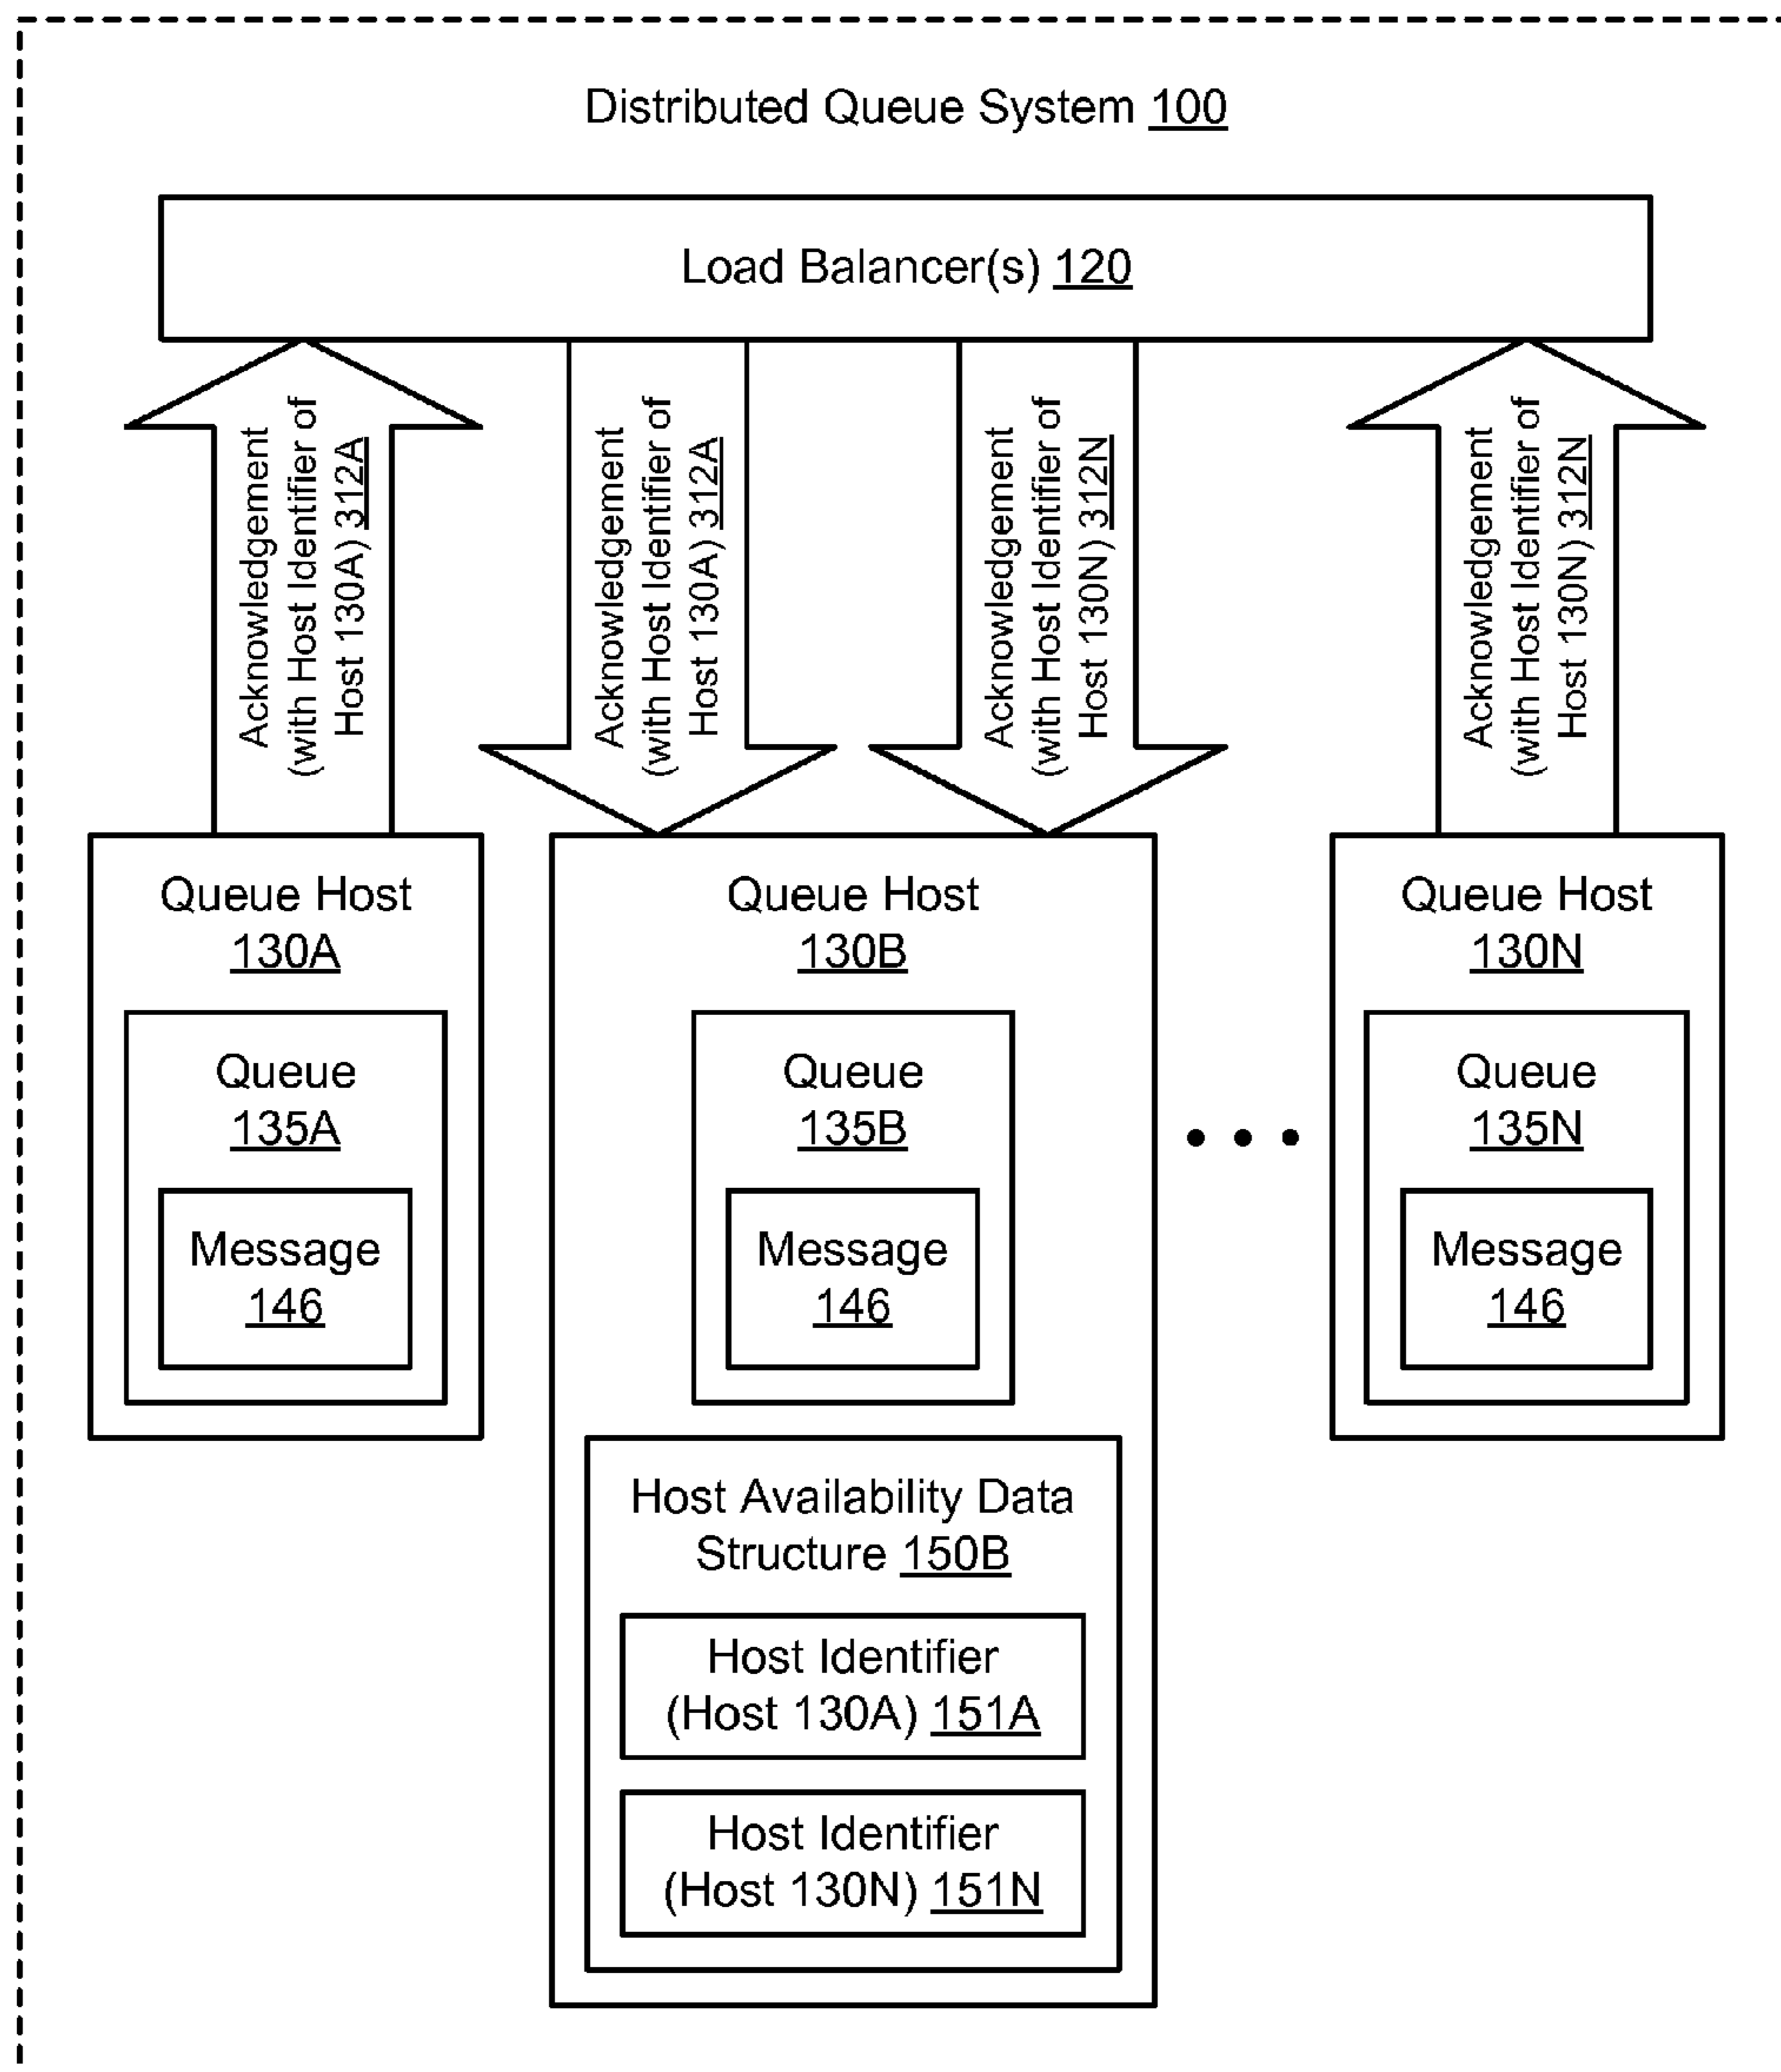 Distributed Queue System 100
Load Balancer(s) 120
Acknowledgement
(with Host Identifier of
Host 130A) 312A
Acknowledgement
(with Host Identifier of
Host 130A) 312A
Acknowledgement
(with Host Identifier of
Host 130N) 312N
Acknowledgement
(with Host Identifier of
Host 130N) 312N
Queue Host
130A
Queue
135A
Message
146
Queue Host
130B
Queue
135B
Message
146
Host Availability Data
Structure 150B
Host Identifier
(Host 130A) 151A
Host Identifier
(Host 130N) 151N
Queue Host
130N
Queue
135N
Message
146